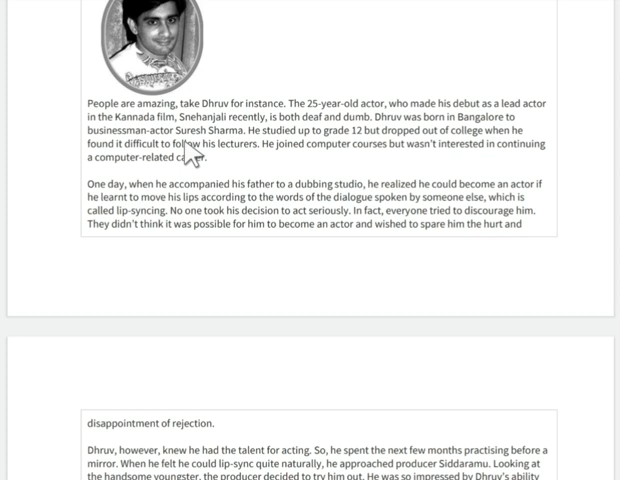 People are amazing, take Dhruv for instance. The 25-year-old actor, who made his debut as a lead actor
in the Kannada film, Snehanjali recently, is both deaf and dumb. Dhruv was born in Bangalore to
businessman-actor Suresh Sharma. He studied up to grade 12 but dropped out of college when he
found it difficult to follow his lecturers. He joined computer courses but wasn't interested in continuing
a computer-related career.
One day, when he accompanied his father to a dubbing studio, he realized he could become an actor if
he learnt to move his lips according to the words of the dialogue spoken by someone else, which is
called lip-syncing. No one took his decision to act seriously. In fact, everyone tried to discourage him.
They didn't think it was possible for him to become an actor and wished to spare him the hurt and
disappointment of rejection.
Dhruv, however, knew he had the talent for acting. So, he spent the next few months practising before a
mirror. When he felt he could lip-sync quite naturally, he approached producer Siddaramu. Looking at
the handsome youngster, the producer decided to try him out. He was so impressed by Dhruv's ability